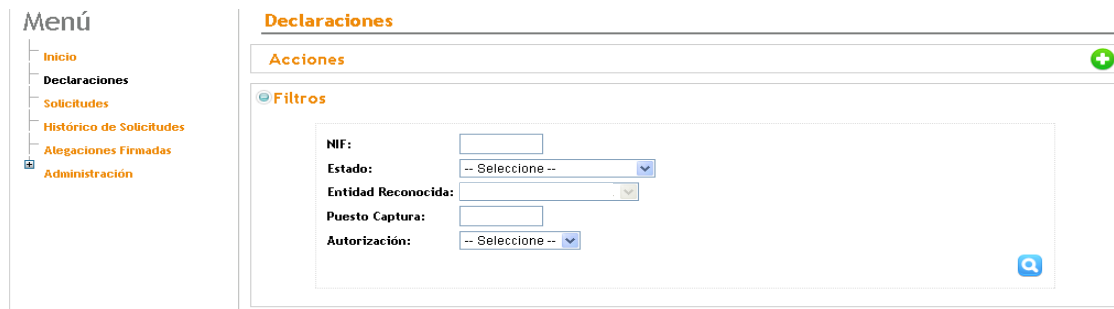 Menú
Inicio
Declaraciones
Solicitudes
Histórico de Solicitudes
Alegaciones Firmadas
Administración
Declaraciones
Acciones
Filtros
NIF:
Estado: -- Seleccione --
Entidad Reconocida:
Puesto Captura:
Autorización: -- Seleccione --